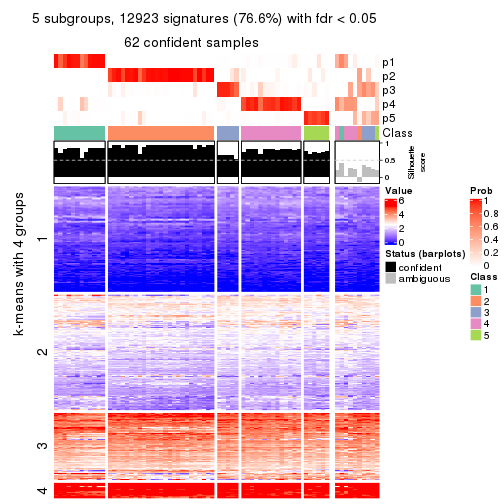 5 subgroups, 12923 signatures (76.6%) with fdr < 0.05
62 confident samples
p1
p2
p3
p4
p5
Class
1
0.5
0
Silhouette
score
k-means with 4 groups
1
2
3
4
Value
6
4
2
0
Status (barplots)
confident
ambiguous
Prob
1
0.8
0.6
0.4
0.2
0
Class
1
2
3
4
5